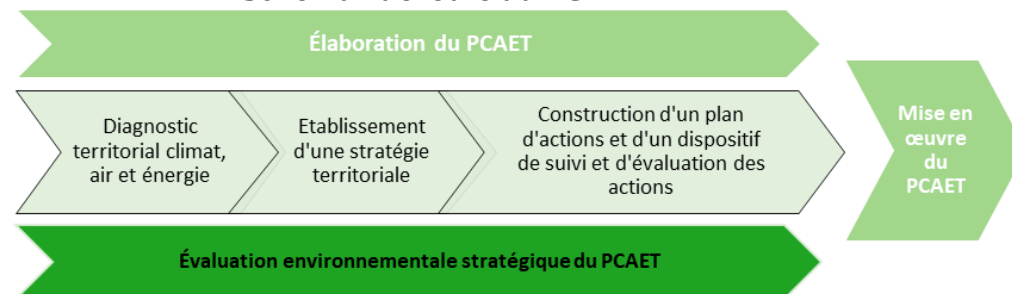 Élaboration du PCAET
Diagnostic
territorial climat,
air et énergie
Etablissement
d'une stratégie
territoriale
Construction d'un plan
d'actions et d'un dispositif
de suivi et d'évaluation des
actions
Mise en
œuvre
du
PCAET
Évaluation environnementale stratégique du PCAET